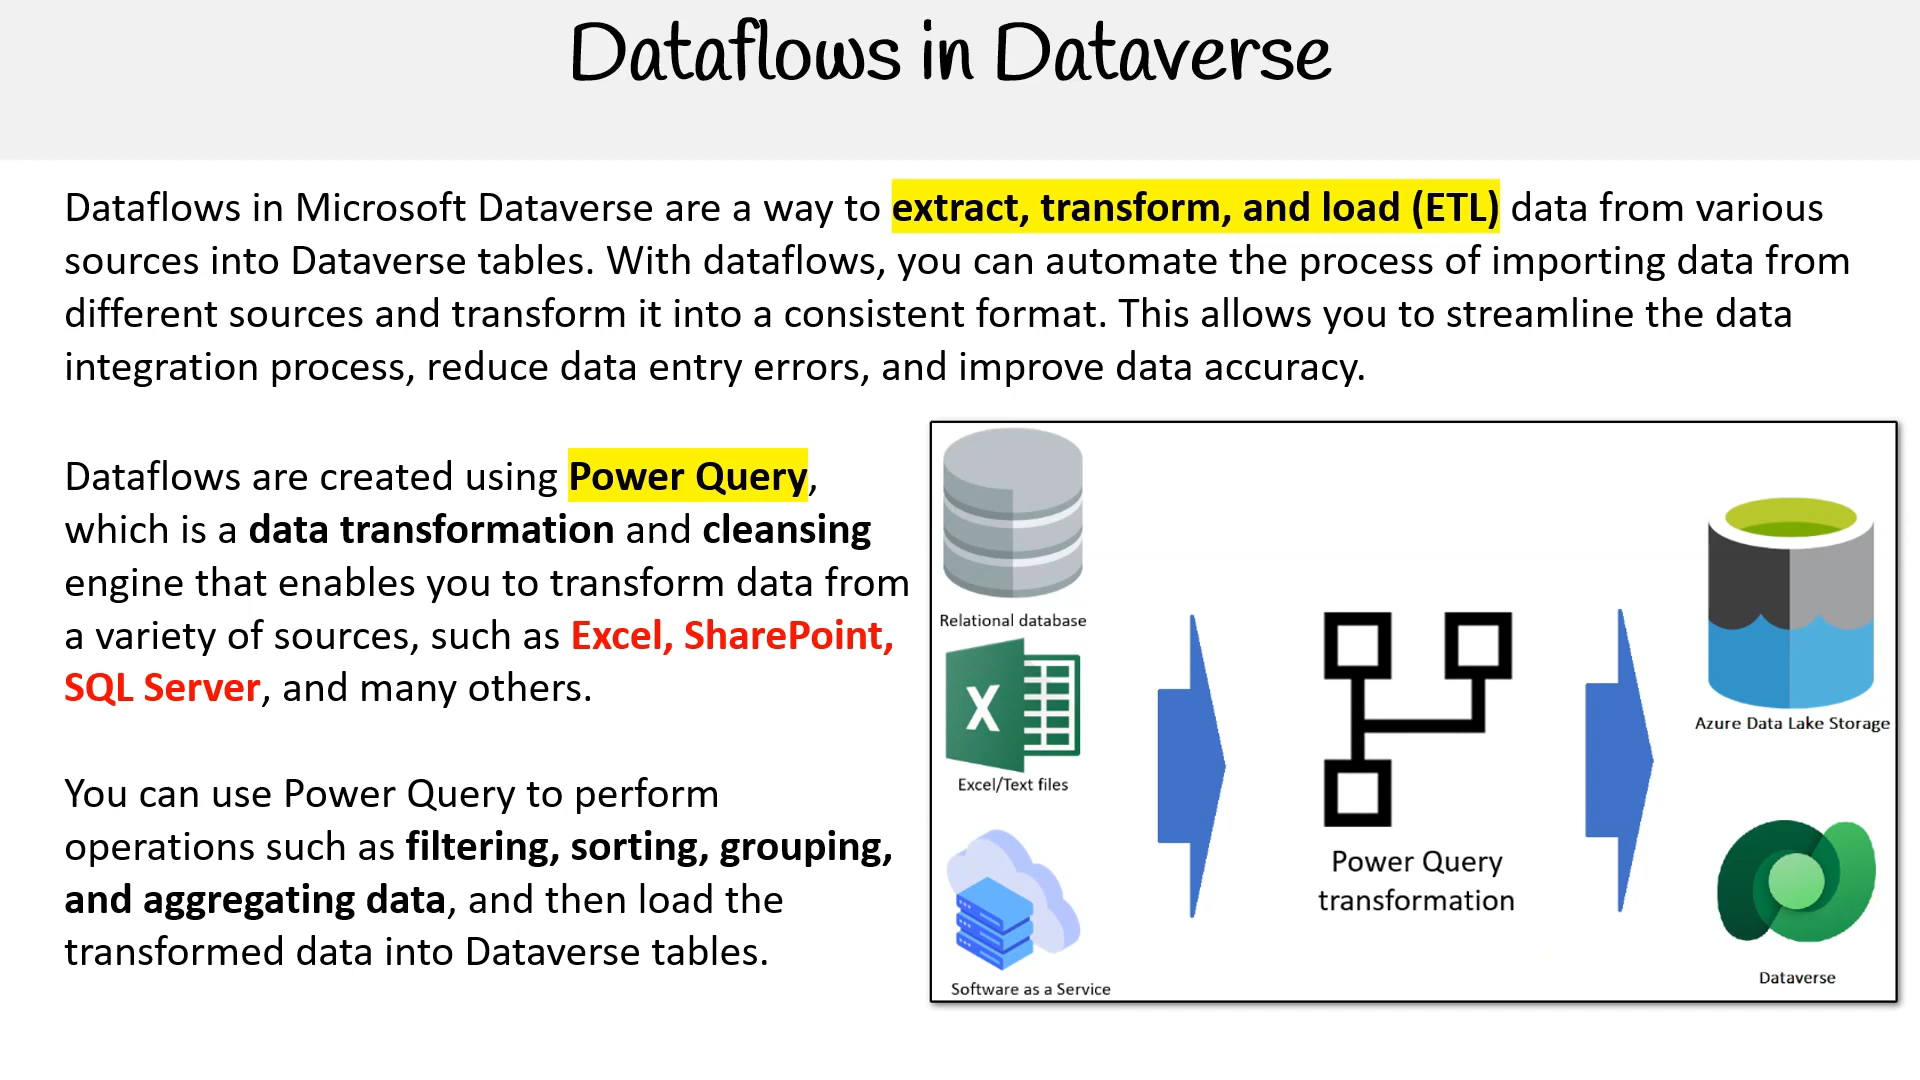 Dataflows in Dataverse
Dataflows in Microsoft Dataverse are a way to extract, transform, and load (ETL) data from various
sources into Dataverse tables. With dataflows, you can automate the process of importing data from
different sources and transform it into a consistent format. This allows you to streamline the data
integration process, reduce data entry errors, and improve data accuracy.
Dataflows are created using Power Query,
which is a data transformation and cleansing
engine that enables you to transform data from
a variety of sources, such as Excel, SharePoint,
SQL Server, and many others.
You can use Power Query to perform
operations such as filtering, sorting, grouping,
and aggregating data, and then load the
transformed data into Dataverse tables.
Relational database
X
Excel/Text files
Software as a Service
Power Query
transformation
Azure Data Lake Storage
Dataverse